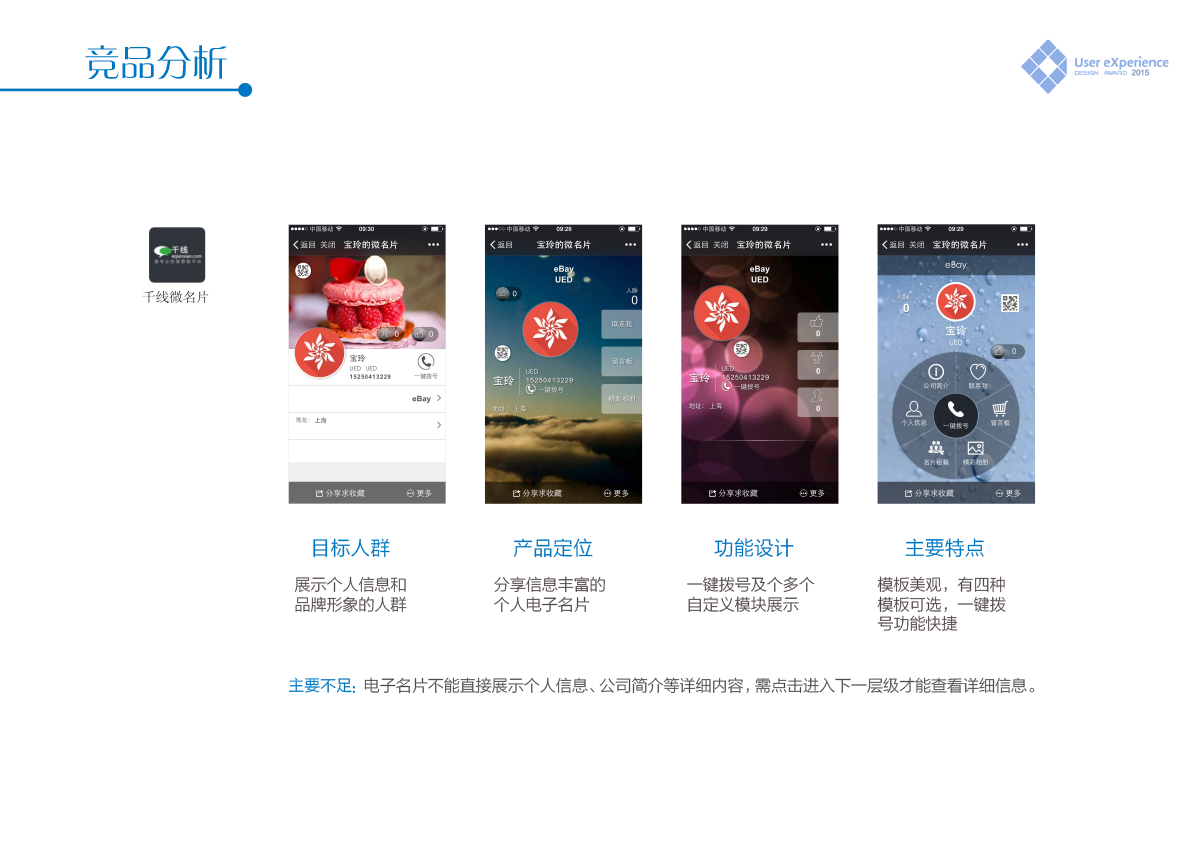 竞品分析
User eXperience
DESIGN AWARD 2015
千线
eqianxian.com
千线微名片
中国移动 09:30
返回 关闭 宝玲的微名片
0 0
宝玲
UED UED
15250413229
一键拨号
eBay
地址: 上海
分享求收藏 更多
中国移动 09:28
返回 宝玲的微名片
eBay
UED
0
人脉
0
联系我
留言板
精彩相册
宝玲
UED
15250413229
一键拨号
地址: 上海
分享求收藏 更多
中国移动 09:29
返回 关闭 宝玲的微名片
eBay
UED
0
0
0
宝玲
UED
15250413229
一键拨号
地址: 上海
分享求收藏 更多
中国移动 09:29
返回 关闭 宝玲的微名片
eBay
人脉
0
宝玲
UED
0
公司简介 联系我
个人信息 一键拨号 留言板
名片秘籍 精彩相册
分享求收藏 更多
目标人群
展示个人信息和
品牌形象的人群
产品定位
分享信息丰富的
个人电子名片
功能设计
一键拨号及个多个
自定义模块展示
主要特点
模板美观，有四种
模板可选，一键拨
号功能快捷
主要不足：电子名片不能直接展示个人信息、公司简介等详细内容，需点击进入下一层级才能查看详细信息。